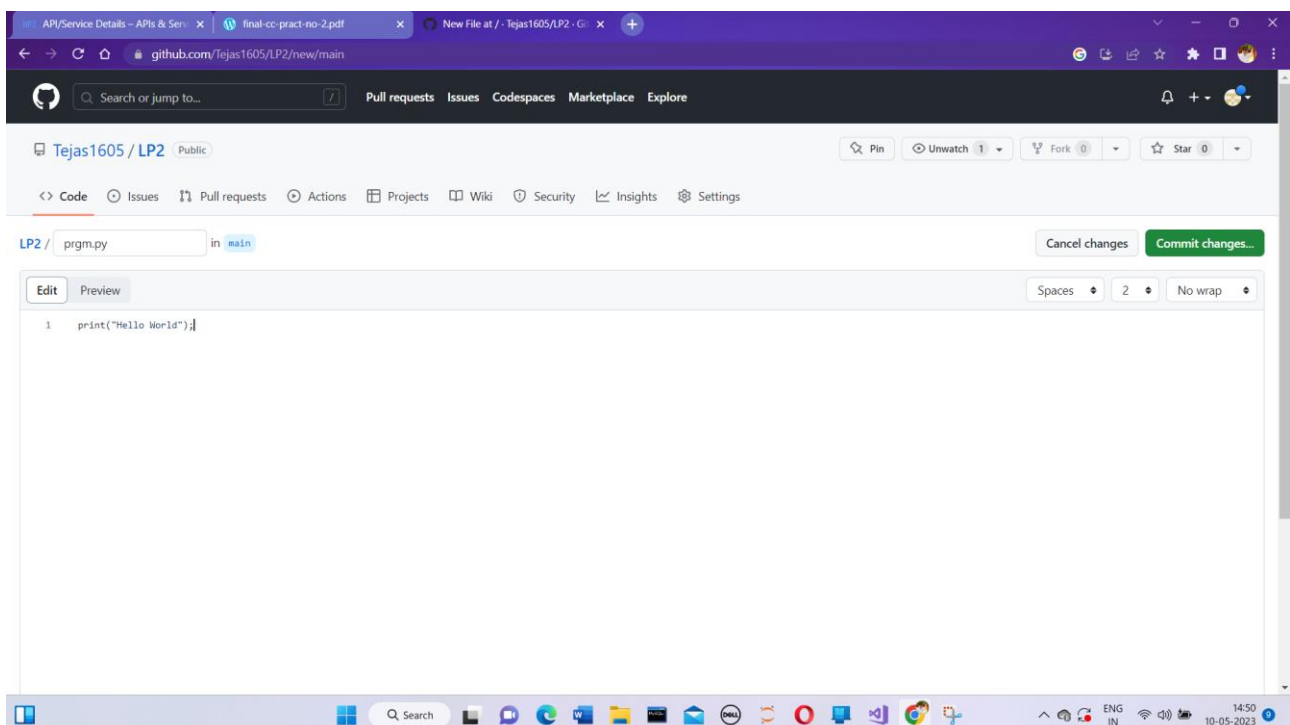 API/Service Details – APIs & Serv
final-cc-pract-no-2.pdf
New File at / · Tejas1605/LP2 · Gi
github.com/Tejas1605/LP2/new/main
Search or jump to...
/
Pull requests Issues Codespaces Marketplace Explore
Tejas1605 / LP2 Public
Pin
Unwatch 1
Fork 0
Star 0
<> Code Issues Pull requests Actions Projects Wiki Security Insights Settings
LP2 / prgm.py in main
Cancel changes
Commit changes...
Edit Preview
Spaces 2 No wrap
1 print("Hello World");
Search
DELL
ENG
IN
14:50
10-05-2023
9